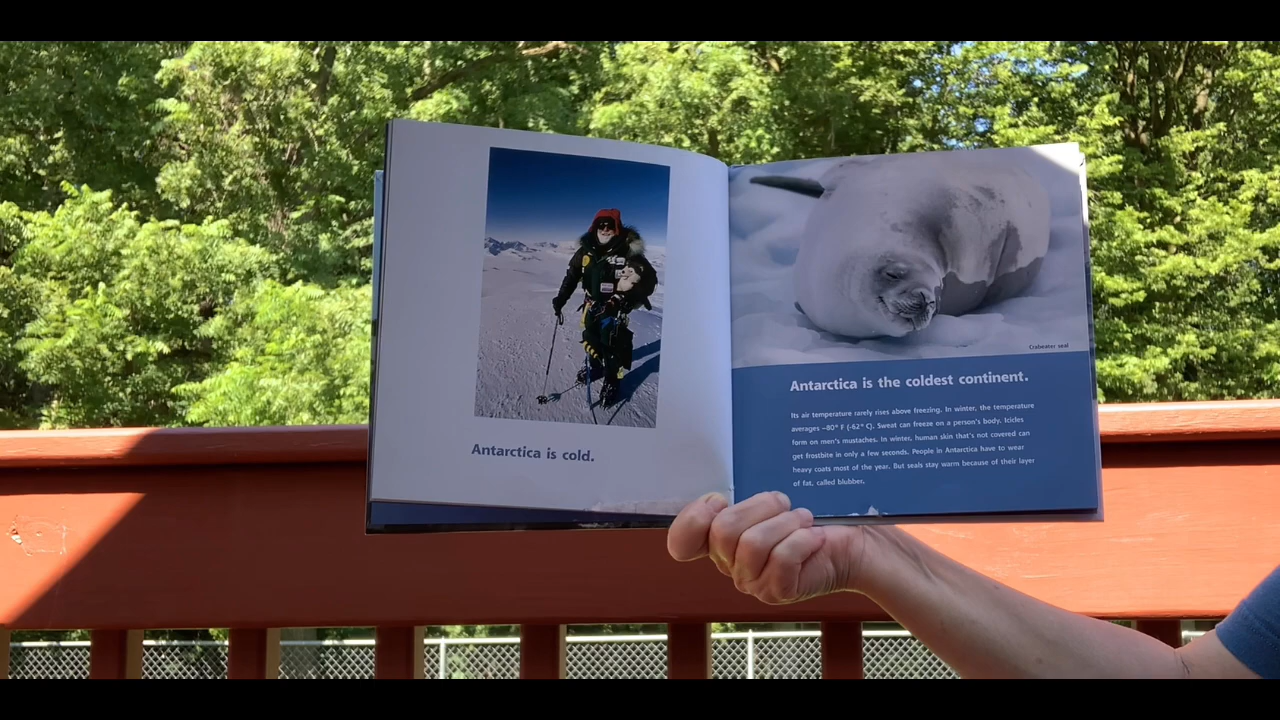 Antarctica is cold.
Crabeater seal
Antarctica is the coldest continent.
Its air temperature rarely rises above freezing. In winter, the temperature
averages –80° F (-62° C). Sweat can freeze on a person's body. Icicles
form on men's mustaches. In winter, human skin that's not covered can
get frostbite in only a few seconds. People in Antarctica have to wear
heavy coats most of the year. But seals stay warm because of their layer
of fat, called blubber.